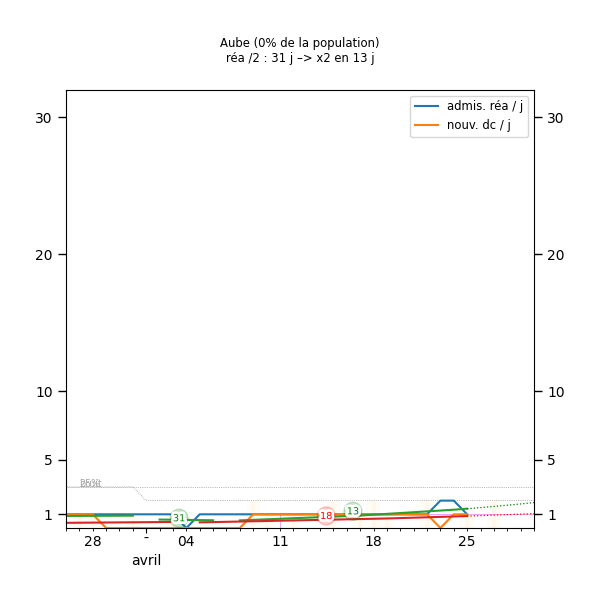 Aube (0% de la population)
réa /2 : 31 j –> x2 en 13 j
admis. réa / j
nouv. dc / j
30 30
20 20
10 10
5 5
1 1
31 18 13
28 - 04 11 18 25
avril